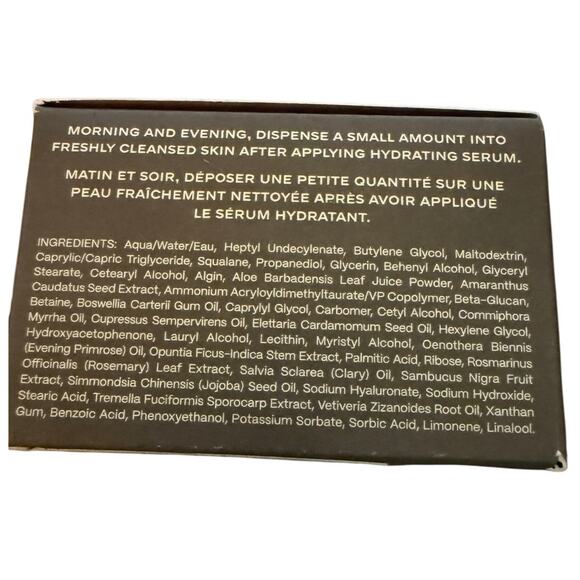 MORNING AND EVENING, DISPENSE A SMALL AMOUNT INTO
FRESHLY CLEANSED SKIN AFTER APPLYING HYDRATING SERUM.
MATIN ET SOIR, DÉPOSER UNE PETITE QUANTITÉ SUR UNE
PEAU FRAÎCHEMENT NETTOYÉE APRÈS AVOIR APPLIQUÉ
LE SÉRUM HYDRATANT.
INGREDIENTS: Aqua/Water/Eau, Heptyl Undecylenate, Butylene Glycol, Maltodextrin,
Caprylic/Capric Triglyceride, Squalane, Propanediol, Glycerin, Behenyl Alcohol, Glyceryl
Stearate, Cetearyl Alcohol, Algin, Aloe Barbadensis Leaf Juice Powder, Amaranthus
Caudatus Seed Extract, Ammonium Acryloyldimethyltaurate/VP Copolymer, Beta-Glucan,
Betaine, Boswellia Carterii Gum Oil, Caprylyl Glycol, Carbomer, Cetyl Alcohol, Commiphora
Myrrha Oil, Cupressus Sempervirens Oil, Elettaria Cardamomum Seed Oil, Hexylene Glycol,
Hydroxyacetophenone, Lauryl Alcohol, Lecithin, Myristyl Alcohol, Oenothera Biennis
(Evening Primrose) Oil, Opuntia Ficus-Indica Stem Extract, Palmitic Acid, Ribose, Rosmarinus
Officinalis (Rosemary) Leaf Extract, Salvia Sclarea (Clary) Oil, Sambucus Nigra Fruit
Extract, Simmondsia Chinensis (Jojoba) Seed Oil, Sodium Hyaluronate, Sodium Hydroxide,
Stearic Acid, Tremella Fuciformis Sporocarp Extract, Vetiveria Zizanoides Root Oil, Xanthan
Gum, Benzoic Acid, Phenoxyethanol, Potassium Sorbate, Sorbic Acid, Limonene, Linalool.